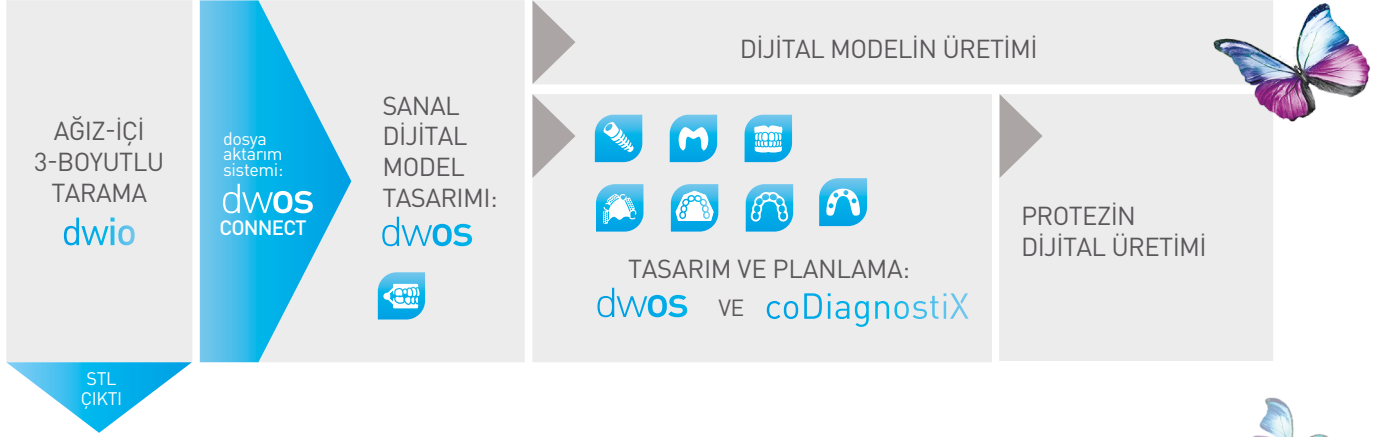 AĞIZ-İÇİ
3-BOYUTLU
TARAMA
dwio
STL
ÇIKTI
dosya
aktarım
sistemi:
dwos
CONNECT
SANAL
DİJİTAL
MODEL
TASARIMI:
dwos
DİJİTAL MODELİN ÜRETİMİ
TASARIM VE PLANLAMA:
dwos VE coDiagnostiX
PROTEZİN
DİJİTAL ÜRETİMİ